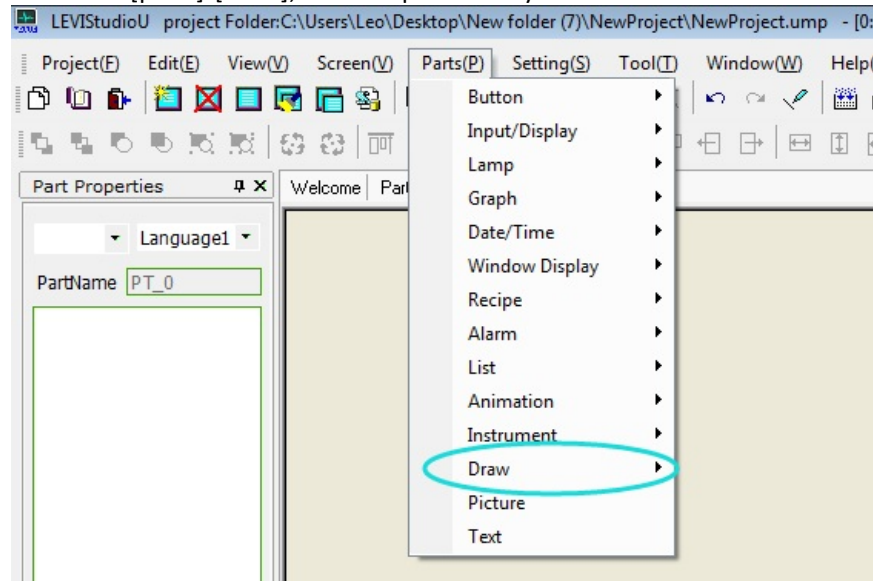 LEVIStudioU project Folder:C:\Users\Leo\Desktop\New folder (7)\NewProject\NewProject.ump - [0:
Project(F) Edit(E) View(V) Screen(V) Parts(P) Setting(S) Tool(T) Window(W) Help(
Part Properties
Welcome Part
Language1
PartName PT_0
Button
Input/Display
Lamp
Graph
Date/Time
Window Display
Recipe
Alarm
List
Animation
Instrument
Draw
Picture
Text